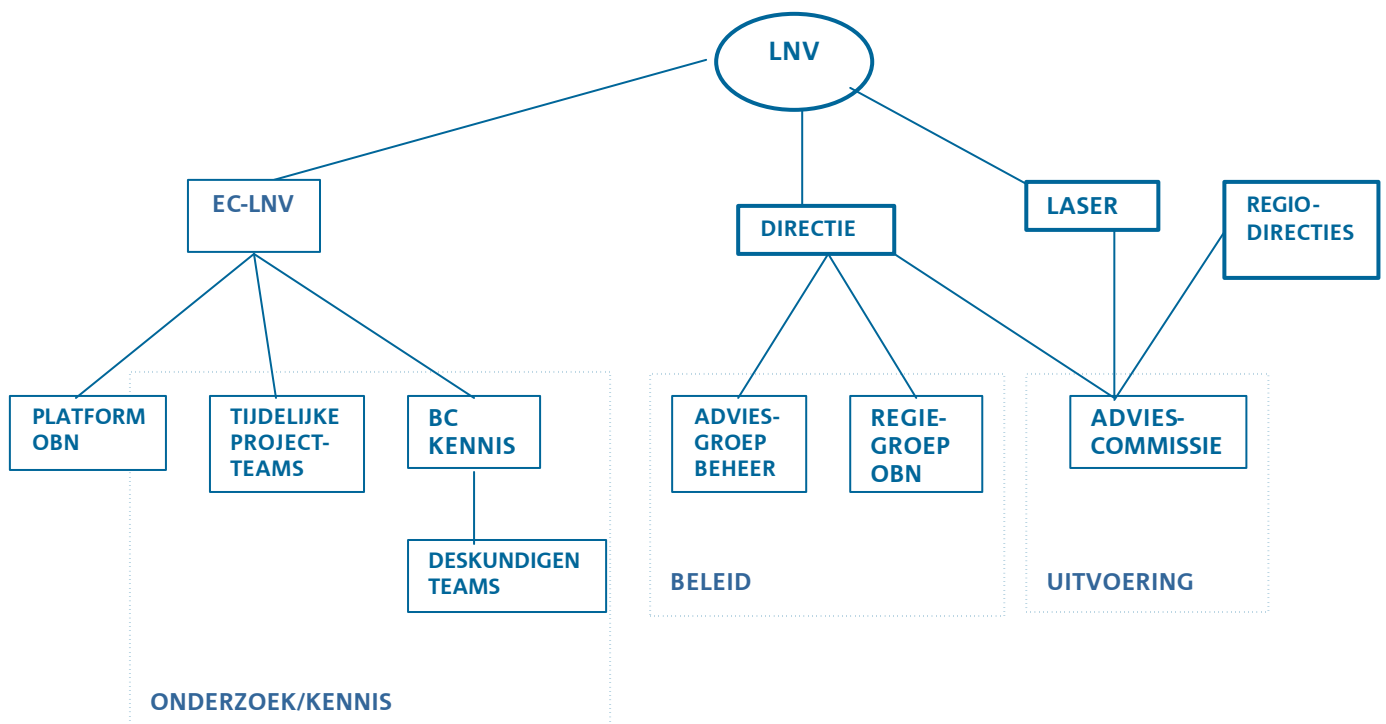 LNV
EC-LNV
DIRECTIE
LASER
REGIO-
DIRECTIES
PLATFORM
OBN
TIJDELIJKE
PROJECT-
TEAMS
BC
KENNIS
ADVIES-
GROEP
BEHEER
REGIE-
GROEP
OBN
ADVIES-
COMMISSIE
DESKUNDIGEN
TEAMS
BELEID
UITVOERING
ONDERZOEK/KENNIS